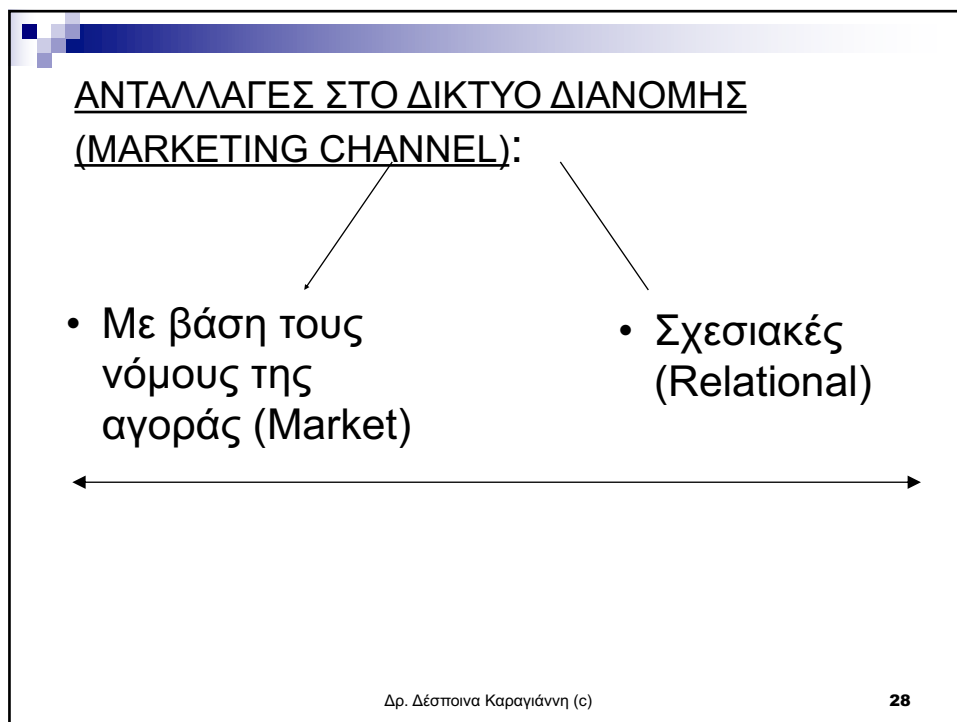 ΑΝΤΑΛΛΑΓΕΣ ΣΤΟ ΔΙΚΤΥΟ ΔΙΑΝΟΜΗΣ
(MARKETING CHANNEL):
• Με βάση τους
νόμους της
αγοράς (Market)
• Σχεσιακές
(Relational)
Δρ. Δέσποινα Καραγιάννη (c)
28